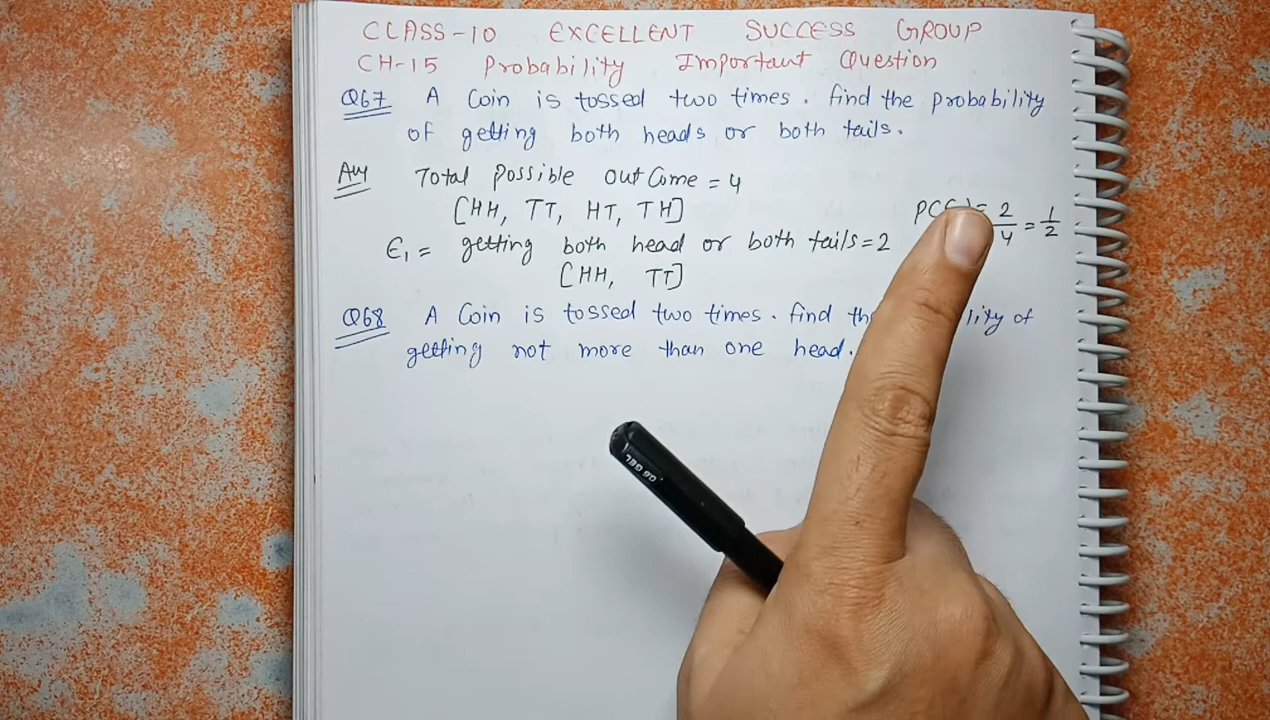 CLASS-10 EXCELLENT SUCCESS GROUP
CH-15 Probability Important Question
Q67 A Coin is tossed two times. find the probability
of getting both heads or both tails.
Ans Total possible outCome = 4
[HH, TT, HT, TH]
E₁ = getting both head or both tails = 2
[HH, TT]
= 2/4 = 1/2
Q68 A Coin is tossed two times. find the
getting not more than one head.